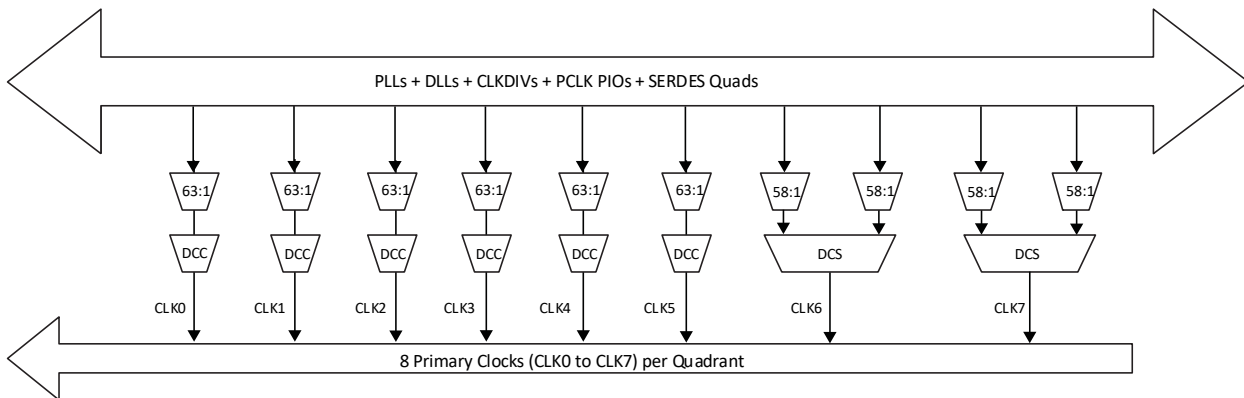 PLLs + DLLs + CLKDIVs + PCLK PIOs + SERDES Quads
63:1 63:1 63:1 63:1 63:1 63:1 58:1 58:1 58:1 58:1
DCC DCC DCC DCC DCC DCC DCS DCS
CLK0 CLK1 CLK2 CLK3 CLK4 CLK5 CLK6 CLK7
8 Primary Clocks (CLK0 to CLK7) per Quadrant